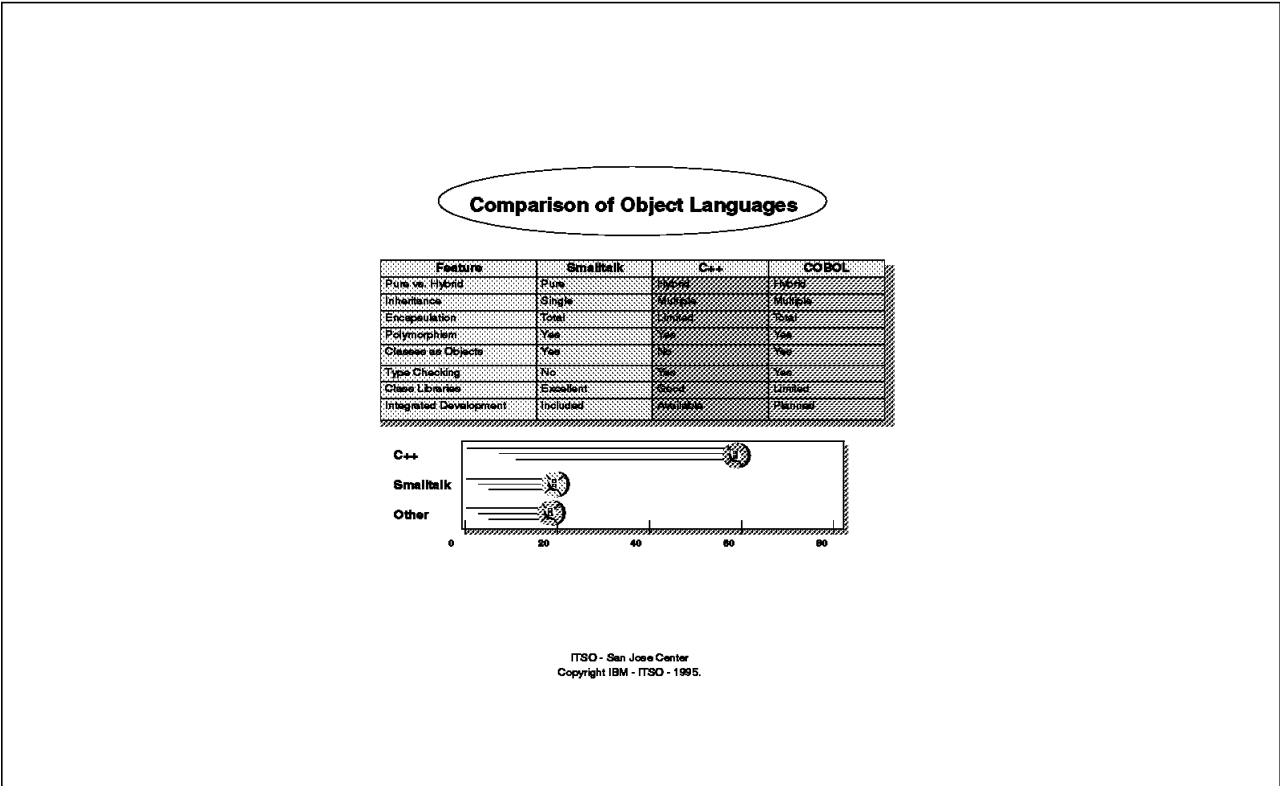 Comparison of Object Languages
Feature Smalltalk C++ COBOL
Pure vs. Hybrid Pure Hybrid Hybrid
Inheritance Single Multiple Multiple
Encapsulation Total Limited Total
Polymorphism Yes Yes Yes
Classes as Objects Yes No Yes
Type Checking No Yes Yes
Class Libraries Excellent Good Limited
Integrated Development Included Available Planned
C++
Smalltalk
Other
0 20 40 60 80
ITSO - San Jose Center
Copyright IBM - ITSO - 1995.